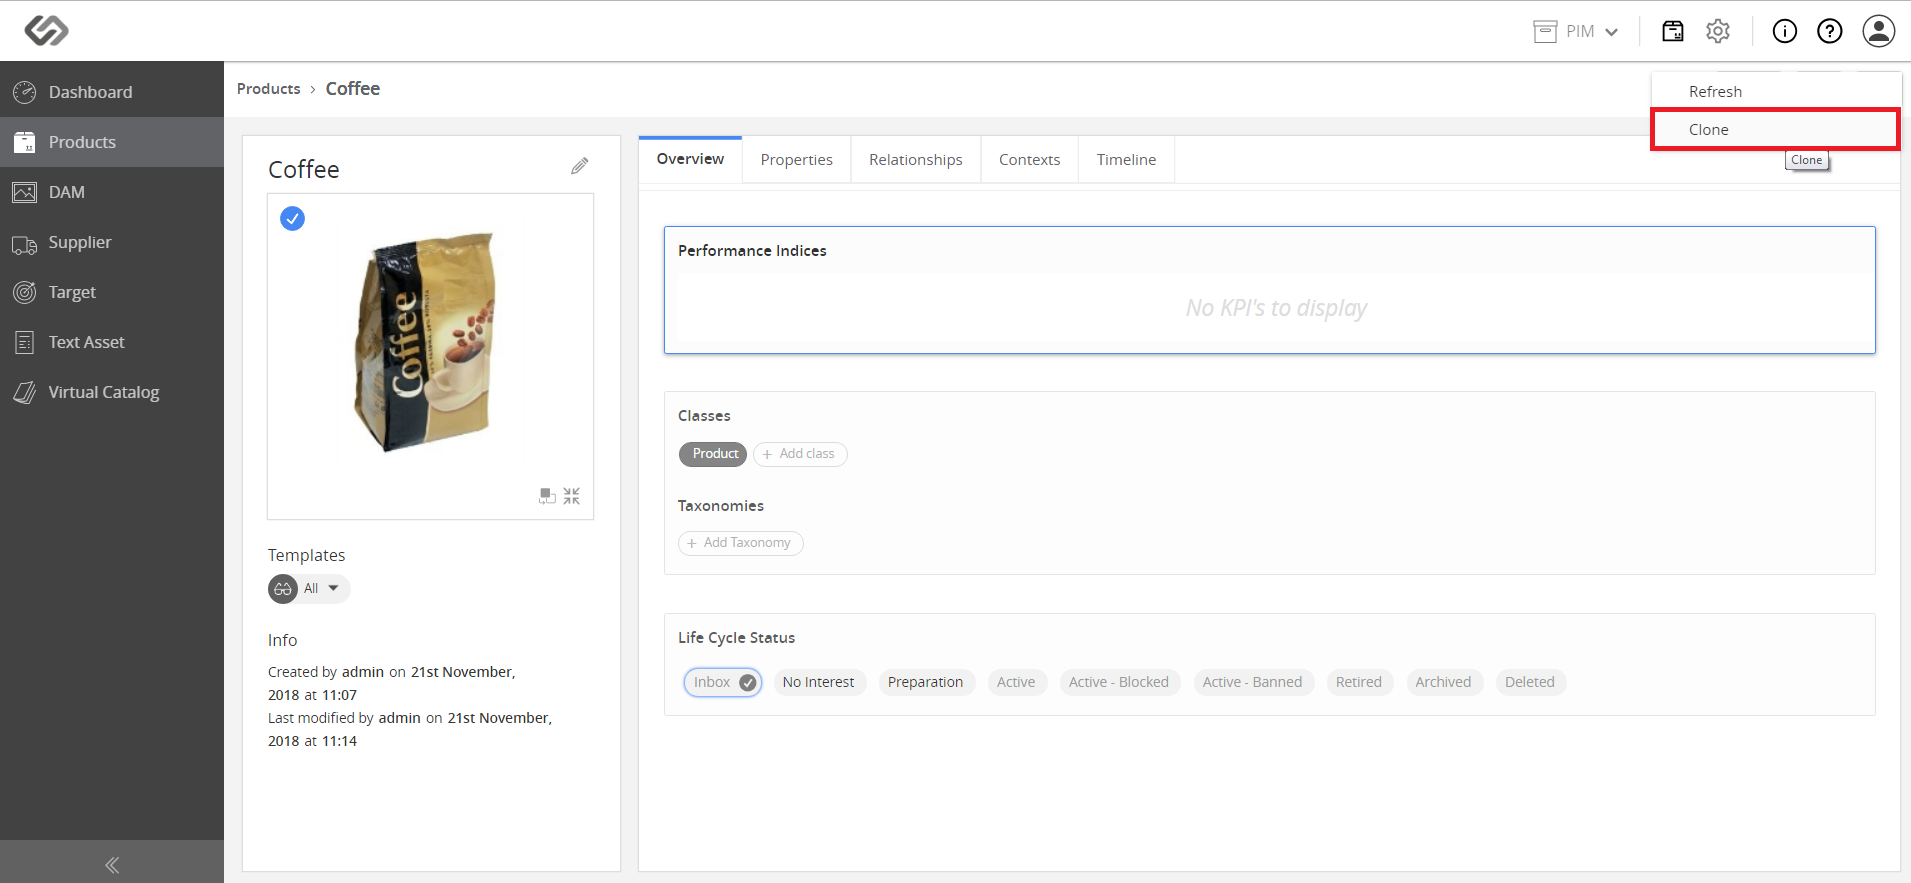 PIM
Dashboard
Products
DAM
Supplier
Target
Text Asset
Virtual Catalog
Products › Coffee
Refresh
Clone
Clone
Coffee
Coffee
Templates
All
Info
Created by admin on 21st November,
2018 at 11:07
Last modified by admin on 21st November,
2018 at 11:14
Overview
Properties
Relationships
Contexts
Timeline
Performance Indices
No KPI's to display
Classes
Product
+ Add class
Taxonomies
+ Add Taxonomy
Life Cycle Status
Inbox
No Interest
Preparation
Active
Active - Blocked
Active - Banned
Retired
Archived
Deleted